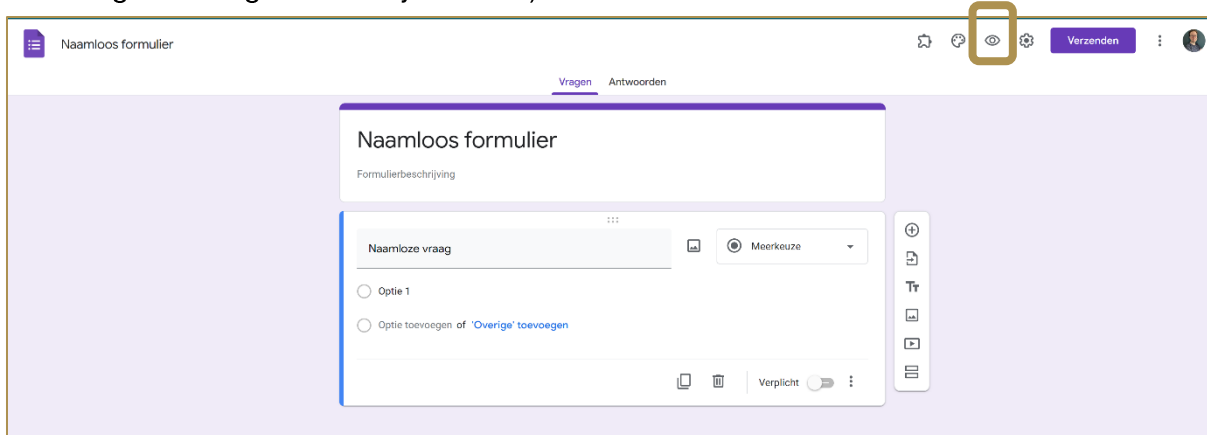 Naamloos formulier
Verzenden
Vragen Antwoorden
Naamloos formulier
Formulierbeschrijving
Naamloze vraag
Meerkeuze
Optie 1
Optie toevoegen of 'Overige' toevoegen
Tт
Verplicht